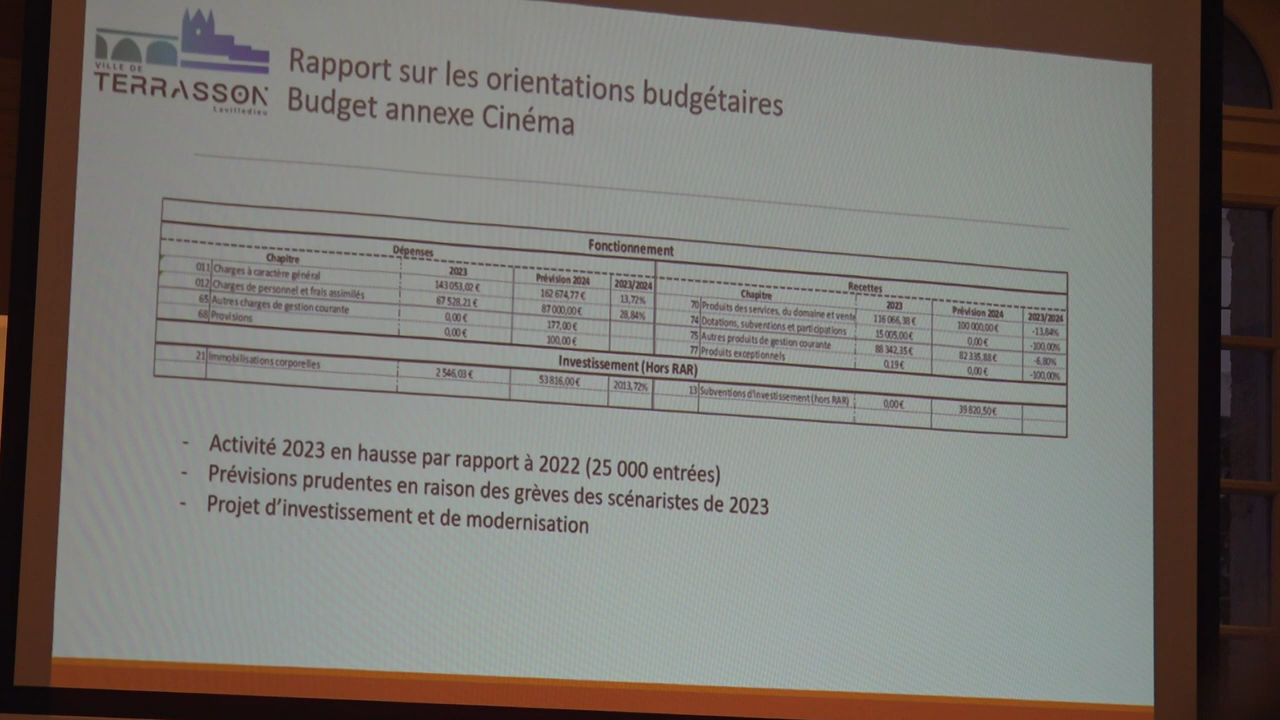 VILLE DE
TERRASSON
Lavilledieu
Rapport sur les orientations budgétaires
Budget annexe Cinéma
Fonctionnement
Dépenses Recettes
Chapitre 2023 Prévision 2024 2023/2024 Chapitre 2023 Prévision 2024 2023/2024
011 Charges à caractère général 143 053,02 € 162 674,77 € 13,72% 70 Produits des services, du domaine et vente 116 066,38 € 100 000,00 € -13,84%
012 Charges de personnel et frais assimilés 67 528,21 € 87 000,00 € 28,84% 74 Dotations, subventions et participations 15 005,00 € 0,00 € -100,00%
65 Autres charges de gestion courante 0,00 € 177,00 € 75 Autres produits de gestion courante 88 342,35 € 82 335,88 € -6,80%
68 Provisions 0,00 € 100,00 € 77 Produits exceptionnels 0,19 € 0,00 € -100,00%
Investissement (Hors RAR)
21 Immobilisations corporelles 2 546,03 € 53 816,00 € 2013,72% 13 Subventions d'investissement (hors RAR) 0,00 € 39 820,50 €
- Activité 2023 en hausse par rapport à 2022 (25 000 entrées)
- Prévisions prudentes en raison des grèves des scénaristes de 2023
- Projet d'investissement et de modernisation